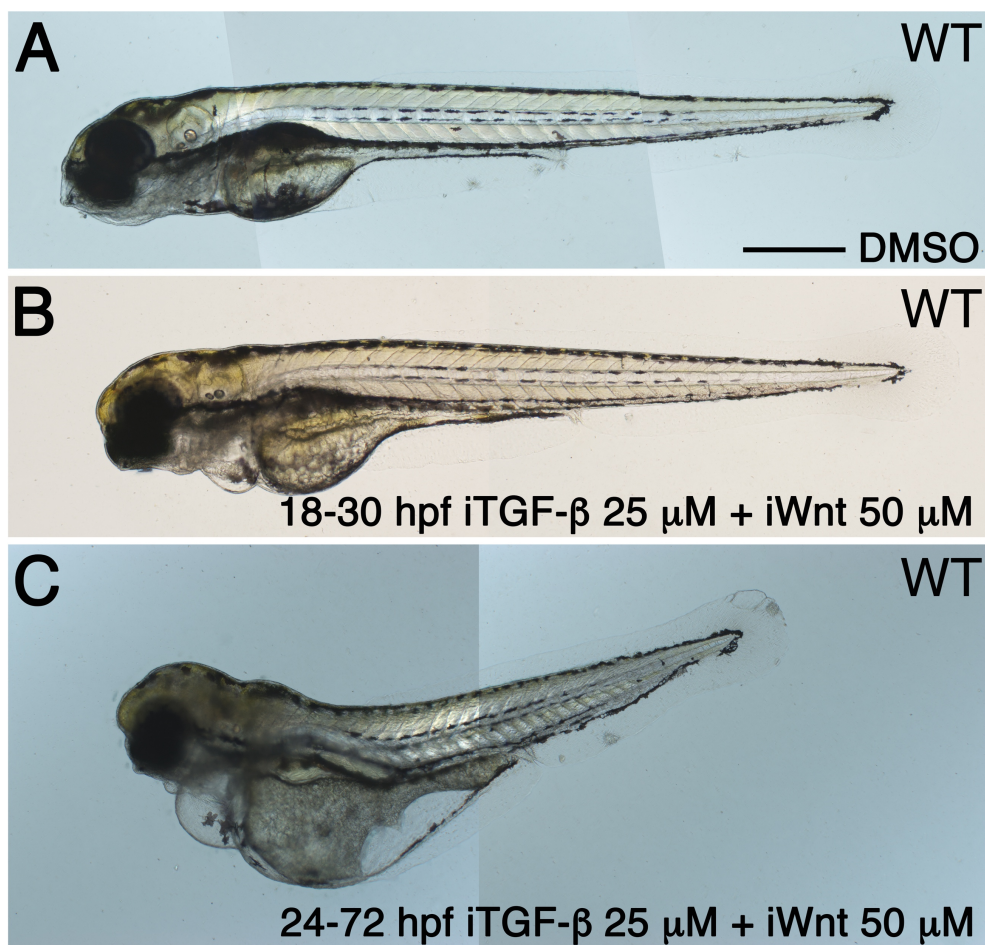 A WT
DMSO
B WT
18-30 hpf iTGF-β 25 μM + iWnt 50 μM
C WT
24-72 hpf iTGF-β 25 μM + iWnt 50 μM